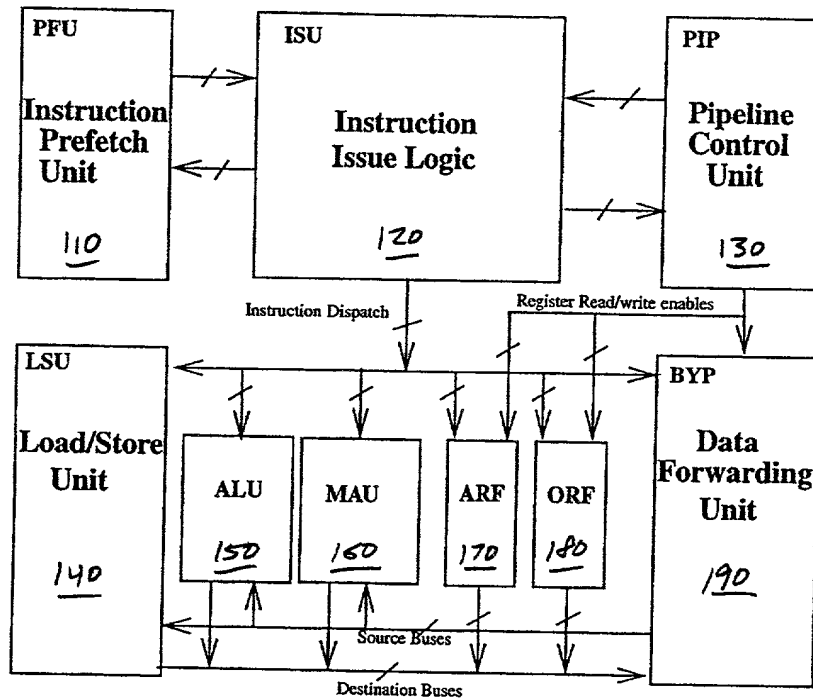 PFU
Instruction
Prefetch
Unit
110
ISU
Instruction
Issue Logic
120
PIP
Pipeline
Control
Unit
130
Instruction Dispatch
Register Read/write enables
LSU
Load/Store
Unit
140
ALU
150
MAU
160
ARF
170
ORF
180
BYP
Data
Forwarding
Unit
190
Source Buses
Destination Buses